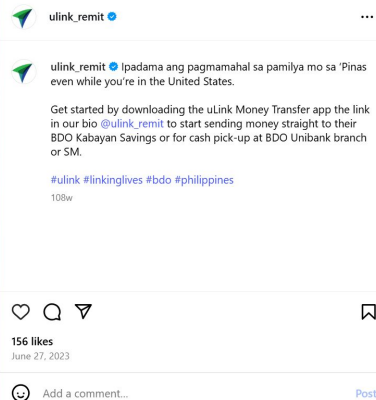 ulink_remit
ulink_remit Ipadama ang pagmamahal sa pamilya mo sa ‘Pinas
even while you're in the United States.
Get started by downloading the uLink Money Transfer app the link
in our bio @ulink_remit to start sending money straight to their
BDO Kabayan Savings or for cash pick-up at BDO Unibank branch
or SM.
#ulink #linkinglives #bdo #philippines
108w
156 likes
June 27, 2023
Add a comment...
Post